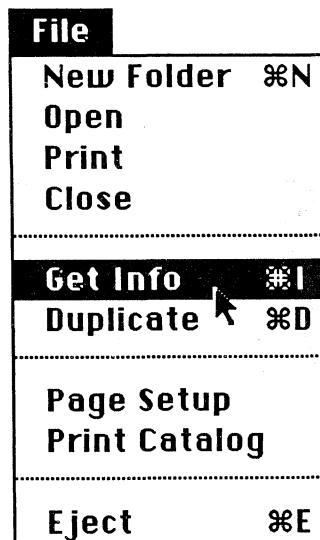 File
New Folder ⌘N
Open
Print
Close
Get Info ⌘I
Duplicate ⌘D
Page Setup
Print Catalog
Eject ⌘E